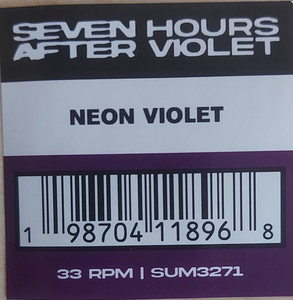 SEVEN HOURS
AFTER VIOLET
NEON VIOLET
1 98704 11896 8
33 RPM | SUM3271